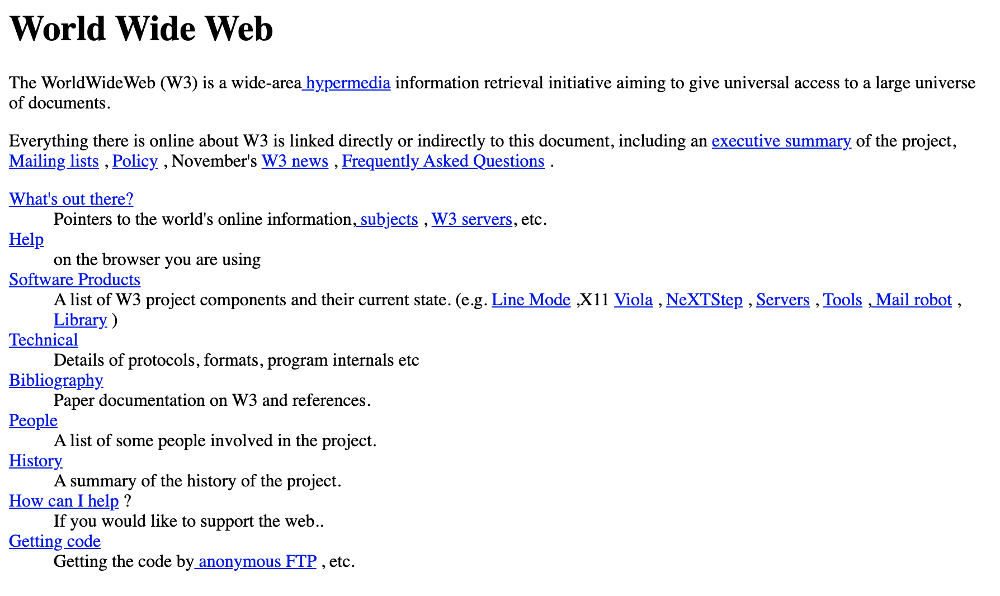 World Wide Web
The WorldWideWeb (W3) is a wide-area hypermedia information retrieval initiative aiming to give universal access to a large universe
of documents.
Everything there is online about W3 is linked directly or indirectly to this document, including an executive summary of the project,
Mailing lists , Policy , November's W3 news , Frequently Asked Questions .
What's out there?
Pointers to the world's online information, subjects , W3 servers, etc.
Help
on the browser you are using
Software Products
A list of W3 project components and their current state. (e.g. Line Mode ,X11 Viola , NeXTStep , Servers , Tools , Mail robot ,
Library )
Technical
Details of protocols, formats, program internals etc
Bibliography
Paper documentation on W3 and references.
People
A list of some people involved in the project.
History
A summary of the history of the project.
How can I help ?
If you would like to support the web..
Getting code
Getting the code by anonymous FTP , etc.